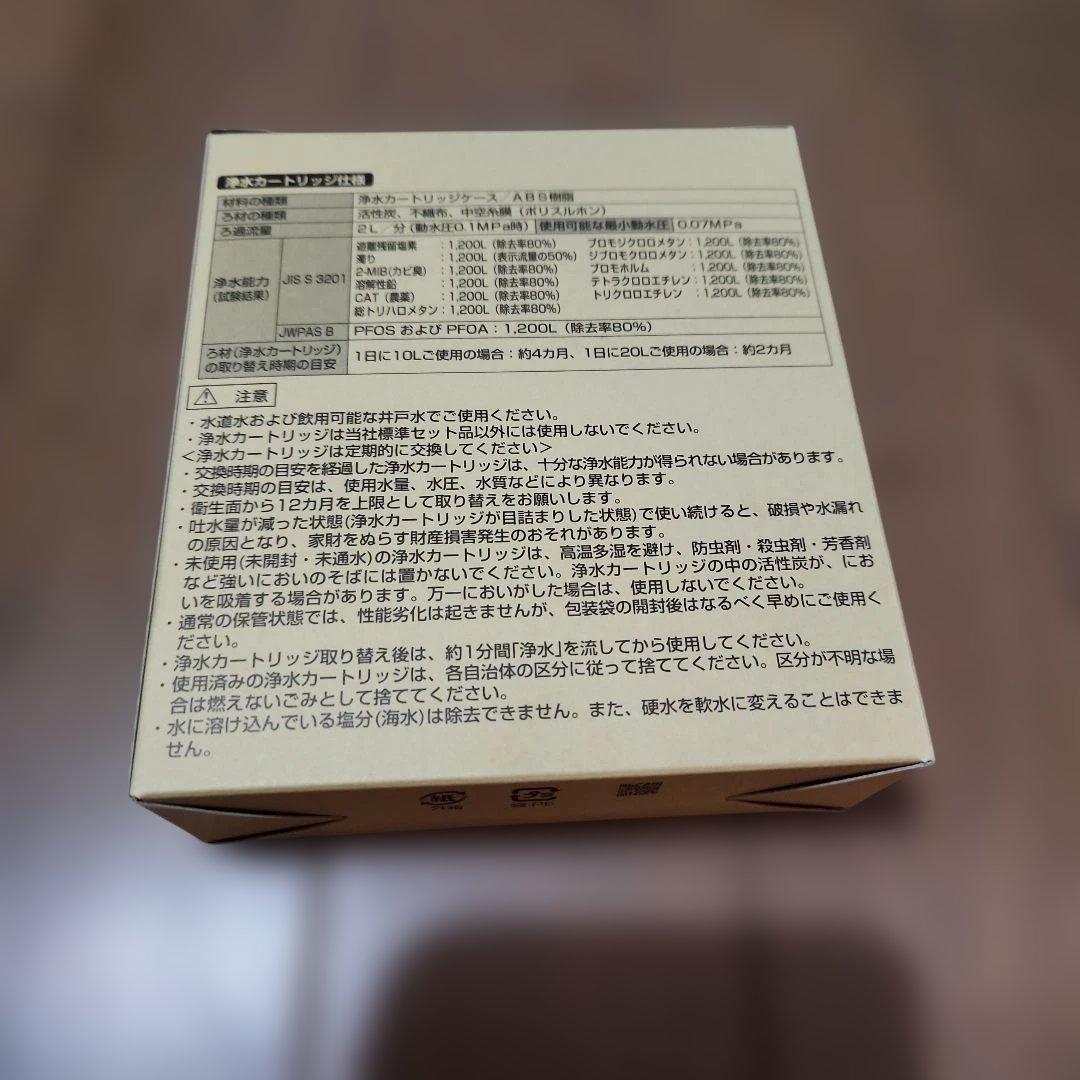 浄水カートリッジ仕様
材料の種類 浄水カートリッジケース/ABS樹脂
ろ材の種類 活性炭、不織布、中空糸膜(ポリスルホン)
ろ過流量 2L/分(動水圧0.1MPa時) 使用可能な最小動水圧 0.07MPa
浄水能力(試験結果) JIS S 3201
遊離残留塩素 :1,200L(除去率80%) ブロモジクロロメタン:1,200L(除去率80%)
濁り :1,200L(表示流量の50%) ジブロモクロロメタン:1,200L(除去率80%)
2-MIB(カビ臭) :1,200L(除去率80%) ブロモホルム :1,200L(除去率80%)
溶解性鉛 :1,200L(除去率80%) テトラクロロエチレン:1,200L(除去率80%)
CAT(農薬) :1,200L(除去率80%) トリクロロエチレン :1,200L(除去率80%)
総トリハロメタン:1,200L(除去率80%)
JWPAS B PFOS および PFOA:1,200L(除去率80%)
ろ材(浄水カートリッジ)の取り替え時期の目安 1日に10Lご使用の場合:約4カ月、1日に20Lご使用の場合:約2カ月
注意
・水道水および飲用可能な井戸水でご使用ください。
・浄水カートリッジは当社標準セット品以外には使用しないでください。
<浄水カートリッジは定期的に交換してください>
・交換時期の目安を経過した浄水カートリッジは、十分な浄水能力が得られない場合があります。
・交換時期の目安は、使用水量、水圧、水質などにより異なります。
・衛生面から12カ月を上限として取り替えをお願いします。
・吐水量が減った状態(浄水カートリッジが目詰まりした状態)で使い続けると、破損や水漏れ
の原因となり、家財をぬらす財産損害発生のおそれがあります。
・未使用(未開封・未通水)の浄水カートリッジは、高温多湿を避け、防虫剤・殺虫剤・芳香剤
など強いにおいのそばには置かないでください。浄水カートリッジの中の活性炭が、にお
いを吸着する場合があります。万一においがした場合は、使用しないでください。
・通常の保管状態では、性能劣化は起きませんが、包装袋の開封後はなるべく早めにご使用く
ださい。
・浄水カートリッジ取り替え後は、約1分間「浄水」を流してから使用してください。
・使用済みの浄水カートリッジは、各自治体の区分に従って捨ててください。区分が不明な場
合は燃えないごみとして捨ててください。
・水に溶け込んでいる塩分(海水)は除去できません。また、硬水を軟水に変えることはできま
せん。
紙
外箱
プラ
袋:PE